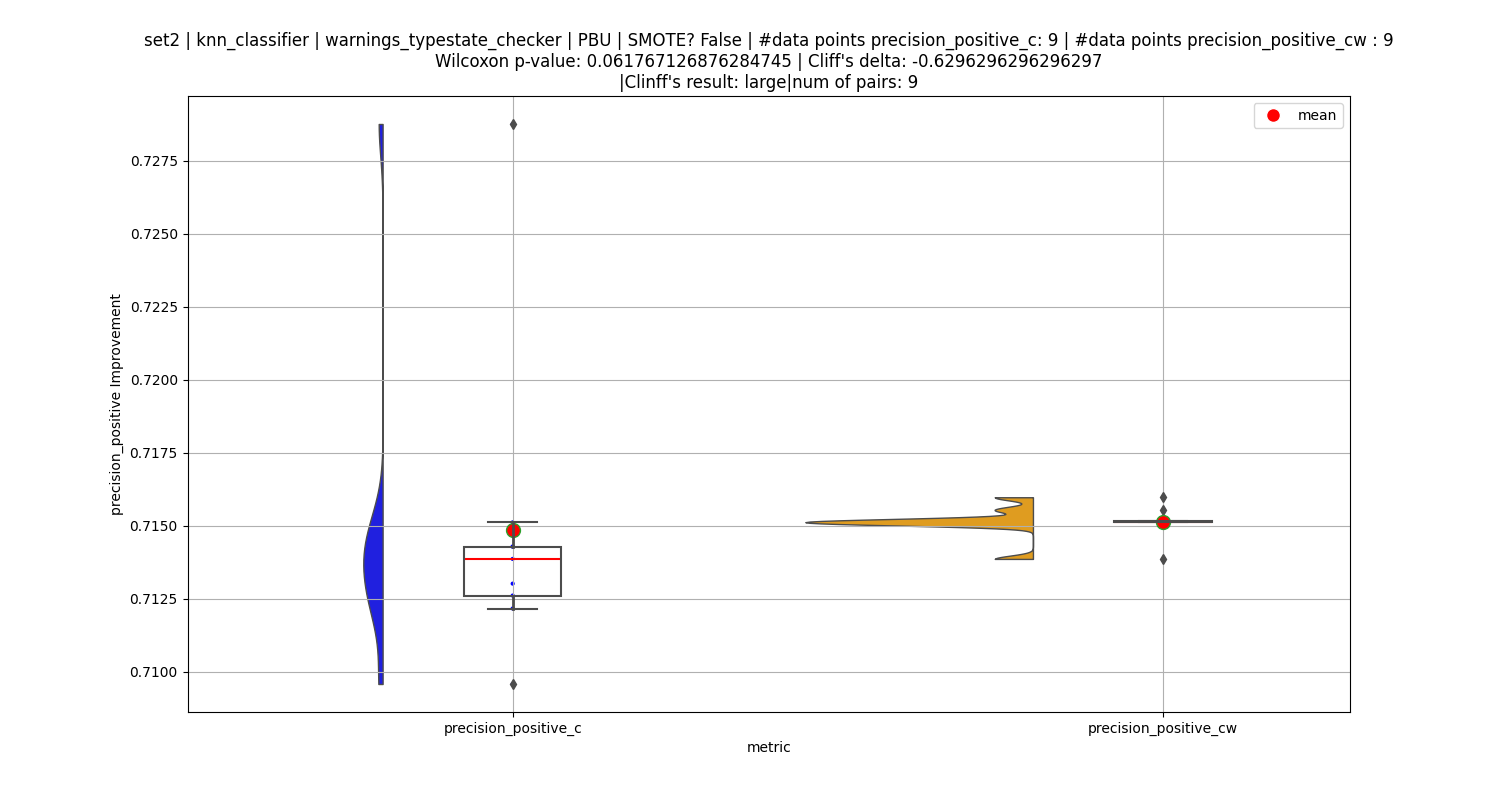 set2 | knn_classifier | warnings_typestate_checker | PBU | SMOTE? False | #data points precision_positive_c: 9 | #data points precision_positive_cw : 9
Wilcoxon p-value: 0.061767126876284745 | Cliff's delta: -0.6296296296296297
|Clinff's result: large|num of pairs: 9
mean
0.7275
0.7250
0.7225
0.7200
0.7175
0.7150
0.7125
0.7100
precision_positive Improvement
precision_positive_c
precision_positive_cw
metric